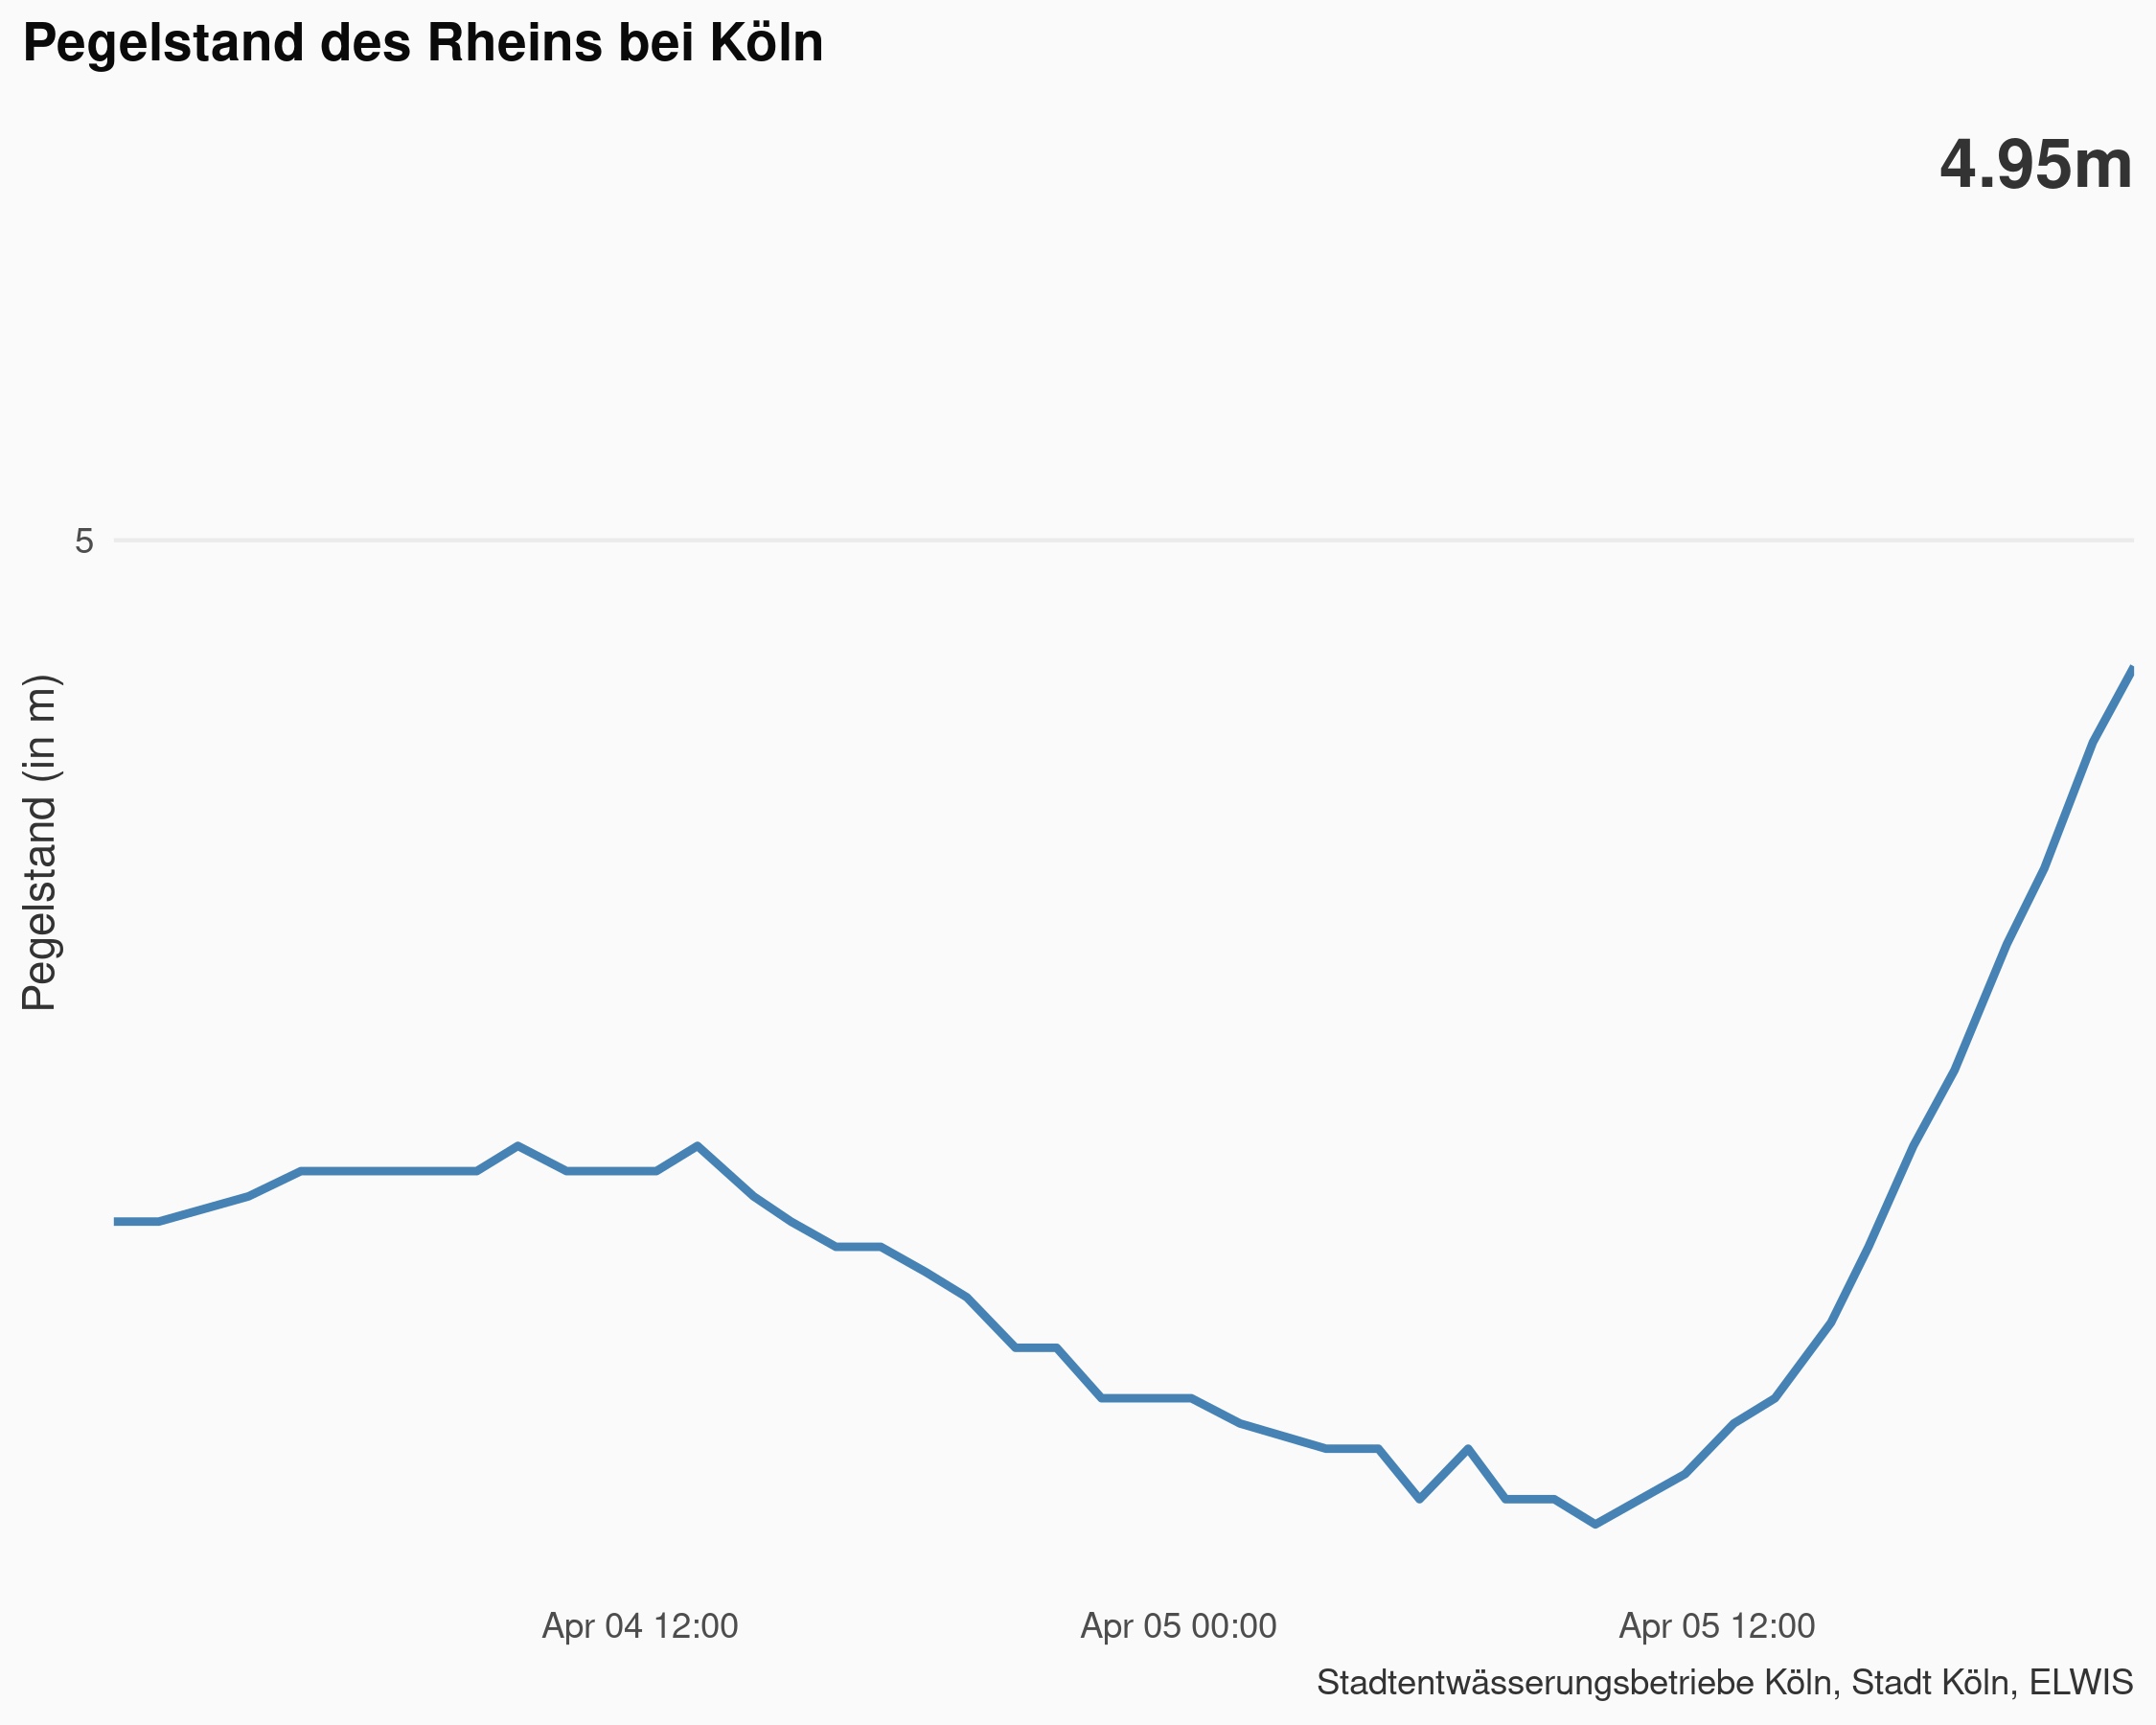 Pegelstand des Rheins bei Köln
4.95m
5
Pegelstand (in m)
Apr 04 12:00
Apr 05 00:00
Apr 05 12:00
Stadtentwässerungsbetriebe Köln, Stadt Köln, ELWIS